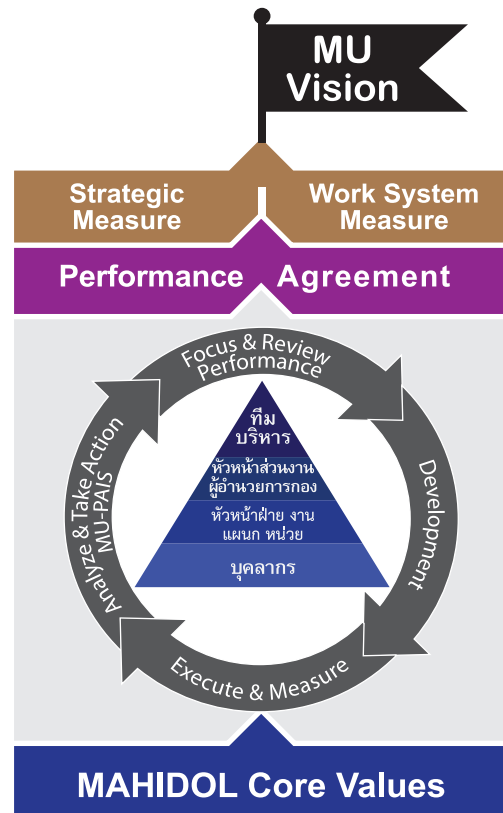 MU
Vision
Strategic
Measure
Work System
Measure
Performance Agreement
Focus & Review
Performance
Development
Execute & Measure
Analyze & Take Action
MU-PAIS
ทีม
บริหาร
หัวหน้าส่วนงาน
ผู้อำนวยการกอง
หัวหน้าฝ่าย งาน
แผนก หน่วย
บุคลากร
MAHIDOL Core Values